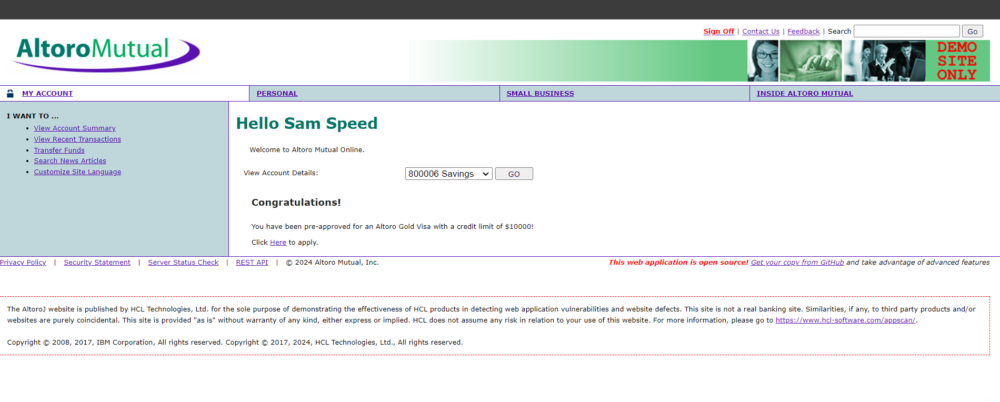 Sign Off | Contact Us | Feedback | Search Go
AltoroMutual
DEMO
SITE
ONLY
MY ACCOUNT PERSONAL SMALL BUSINESS INSIDE ALTORO MUTUAL
I WANT TO ...
• View Account Summary
• View Recent Transactions
• Transfer Funds
• Search News Articles
• Customize Site Language
Hello Sam Speed
Welcome to Altoro Mutual Online.
View Account Details: 800006 Savings GO
Congratulations!
You have been pre-approved for an Altoro Gold Visa with a credit limit of $10000!
Click Here to apply.
Privacy Policy | Security Statement | Server Status Check | REST API | © 2024 Altoro Mutual, Inc. This web application is open source! Get your copy from GitHub and take advantage of advanced features
The AltoroJ website is published by HCL Technologies, Ltd. for the sole purpose of demonstrating the effectiveness of HCL products in detecting web application vulnerabilities and website defects. This site is not a real banking site. Similarities, if any, to third party products and/or
websites are purely coincidental. This site is provided "as is" without warranty of any kind, either express or implied. HCL does not assume any risk in relation to your use of this website. For more information, please go to https://www.hcl-software.com/appscan/.
Copyright © 2008, 2017, IBM Corporation, All rights reserved. Copyright © 2017, 2024, HCL Technologies, Ltd., All rights reserved.